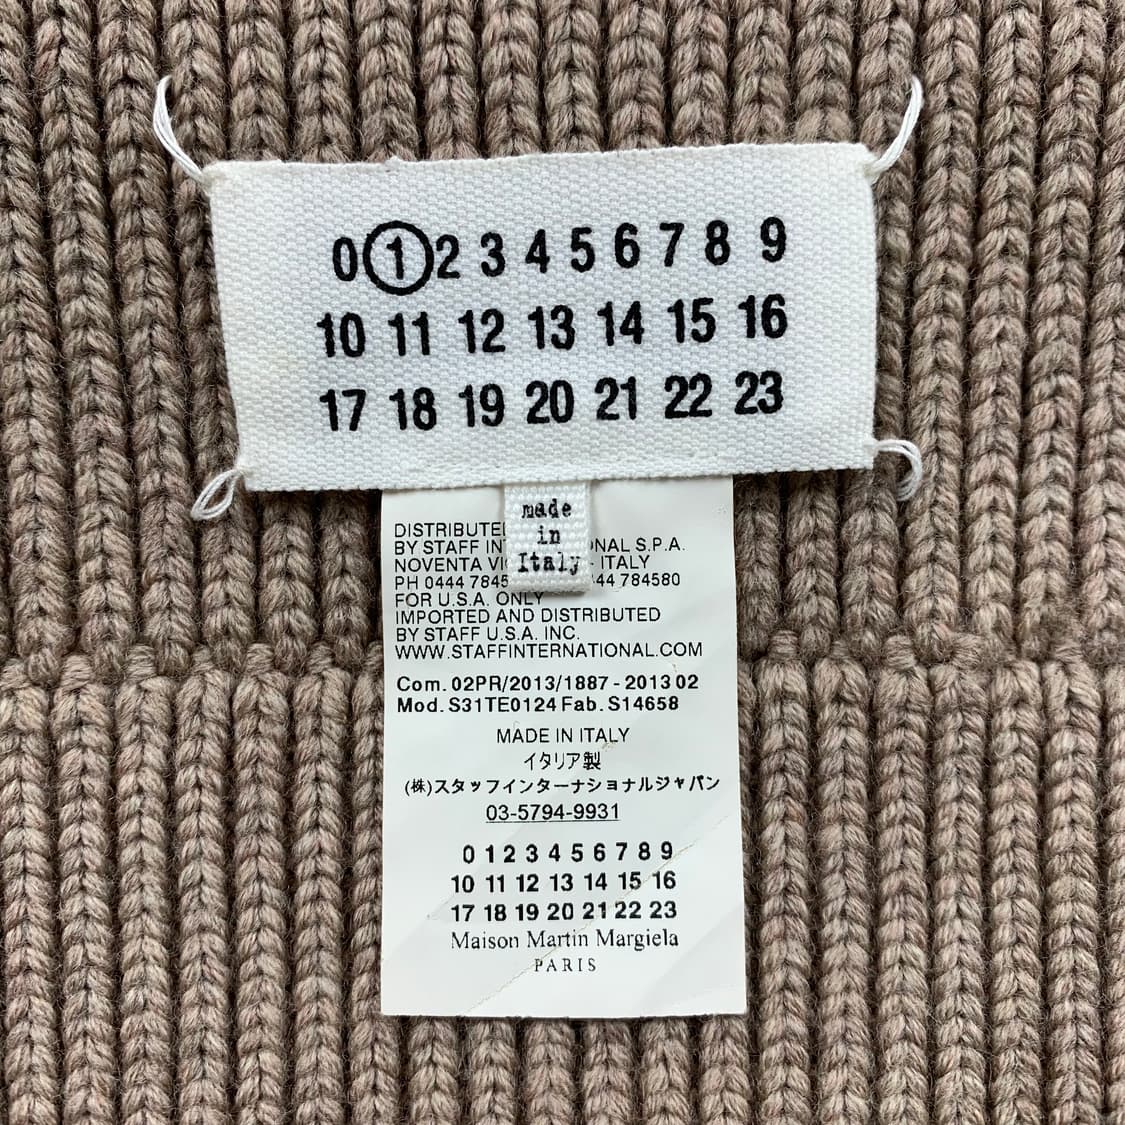 0 1 2 3 4 5 6 7 8 9
10 11 12 13 14 15 16
17 18 19 20 21 22 23
made
in
Italy
DISTRIBUTE
BY STAFF INT ONAL S.P.A.
NOVENTA VI - ITALY
PH 0444 7845 44 784580
FOR U.S.A. ONLY
IMPORTED AND DISTRIBUTED
BY STAFF U.S.A. INC.
WWW.STAFFINTERNATIONAL.COM
Com. 02PR/2013/1887 - 2013 02
Mod. S31TE0124 Fab. S14658
MADE IN ITALY
イタリア製
(株)スタッフインターナショナルジャパン
03-5794-9931
0 1 2 3 4 5 6 7 8 9
10 11 12 13 14 15 16
17 18 19 20 21 22 23
Maison Martin Margiela
PARIS